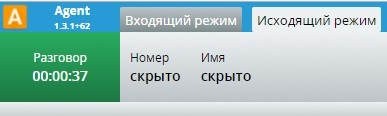 A Agent
1.3.1+62
Входящий режим
Исходящий режим
Разговор
00:00:37
Номер
скрыто
Имя
скрыто